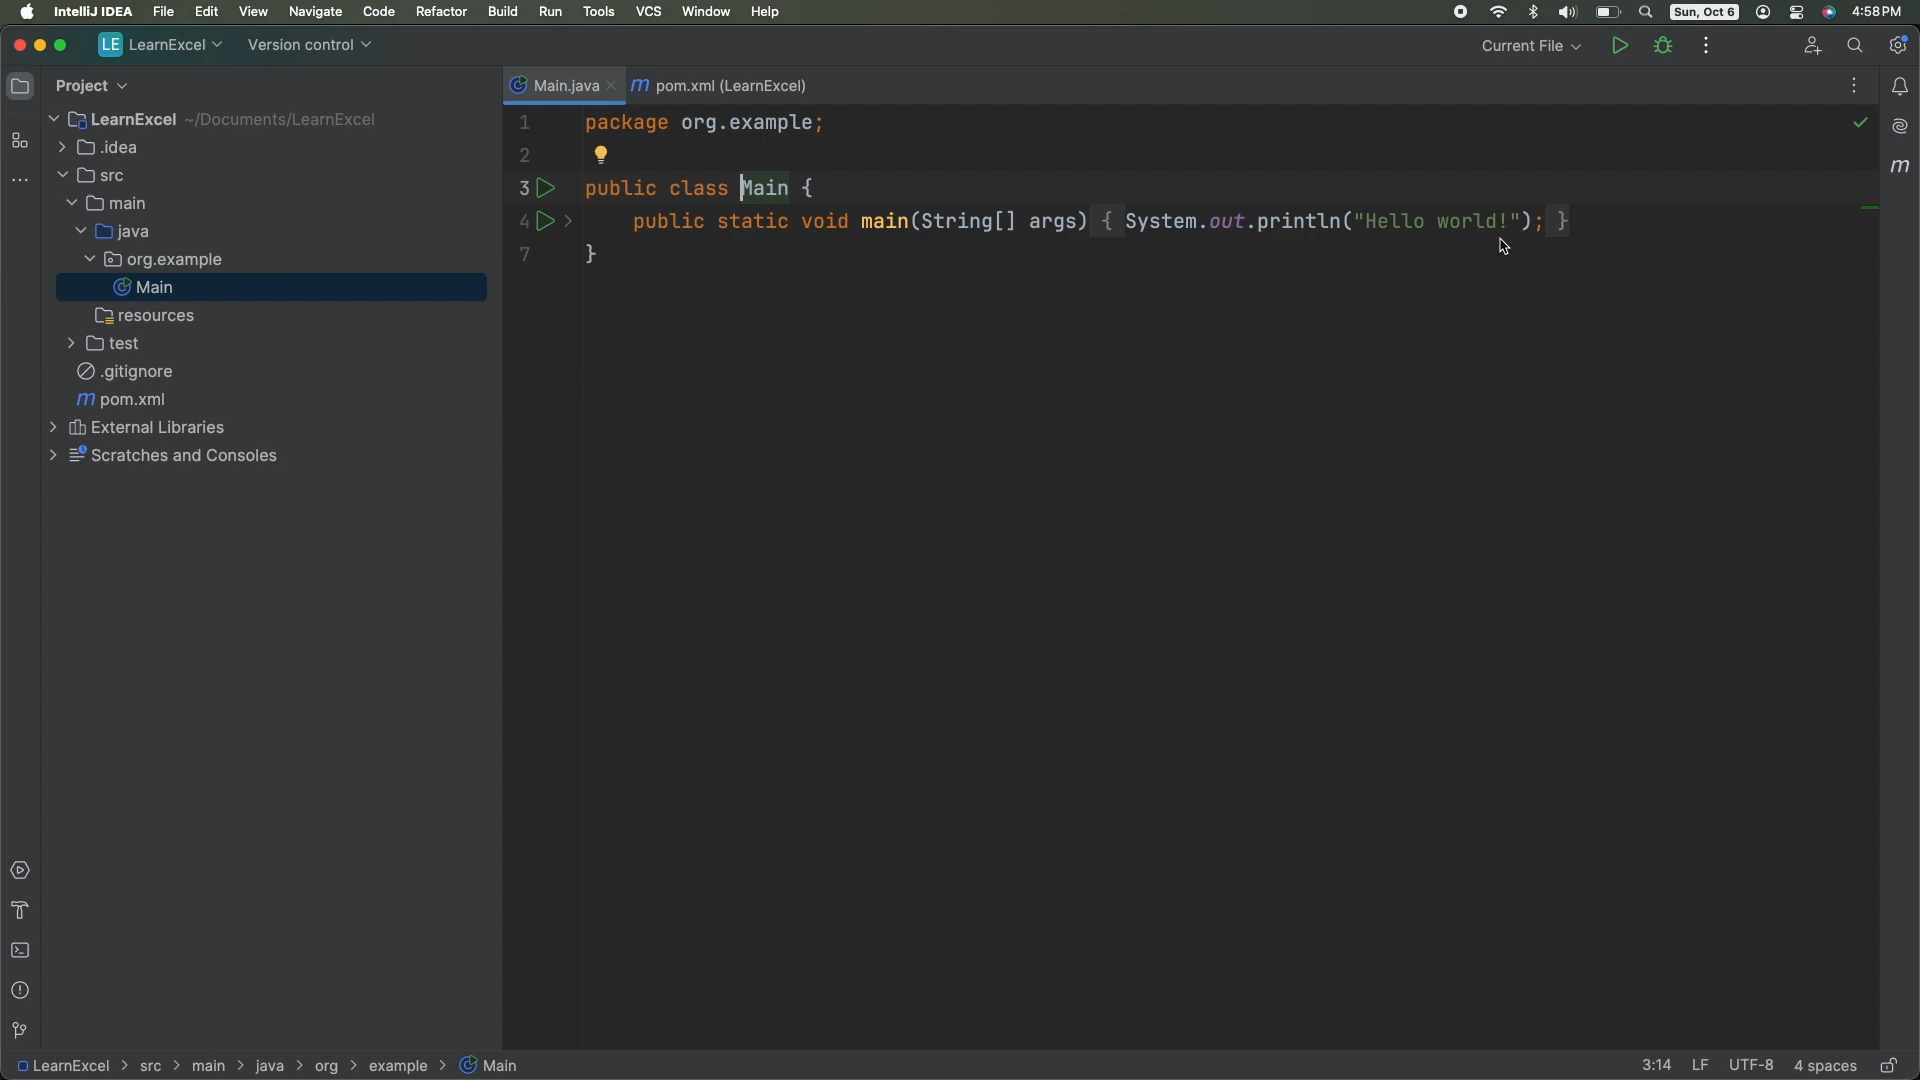 IntelliJ IDEA File Edit View Navigate Code Refactor Build Run Tools VCS Window Help Sun, Oct 6 4:58 PM
LE LearnExcel Version control Current File
Project
LearnExcel ~/Documents/LearnExcel
.idea
src
main
java
org.example
Main
resources
test
.gitignore
m pom.xml
External Libraries
Scratches and Consoles
Main.java m pom.xml (LearnExcel)
1 package org.example;
2
3 public class Main {
4 public static void main(String[] args) { System.out.println("Hello world!"); }
7 }
m
LearnExcel > src > main > java > org > example > Main 3:14 LF UTF-8 4 spaces